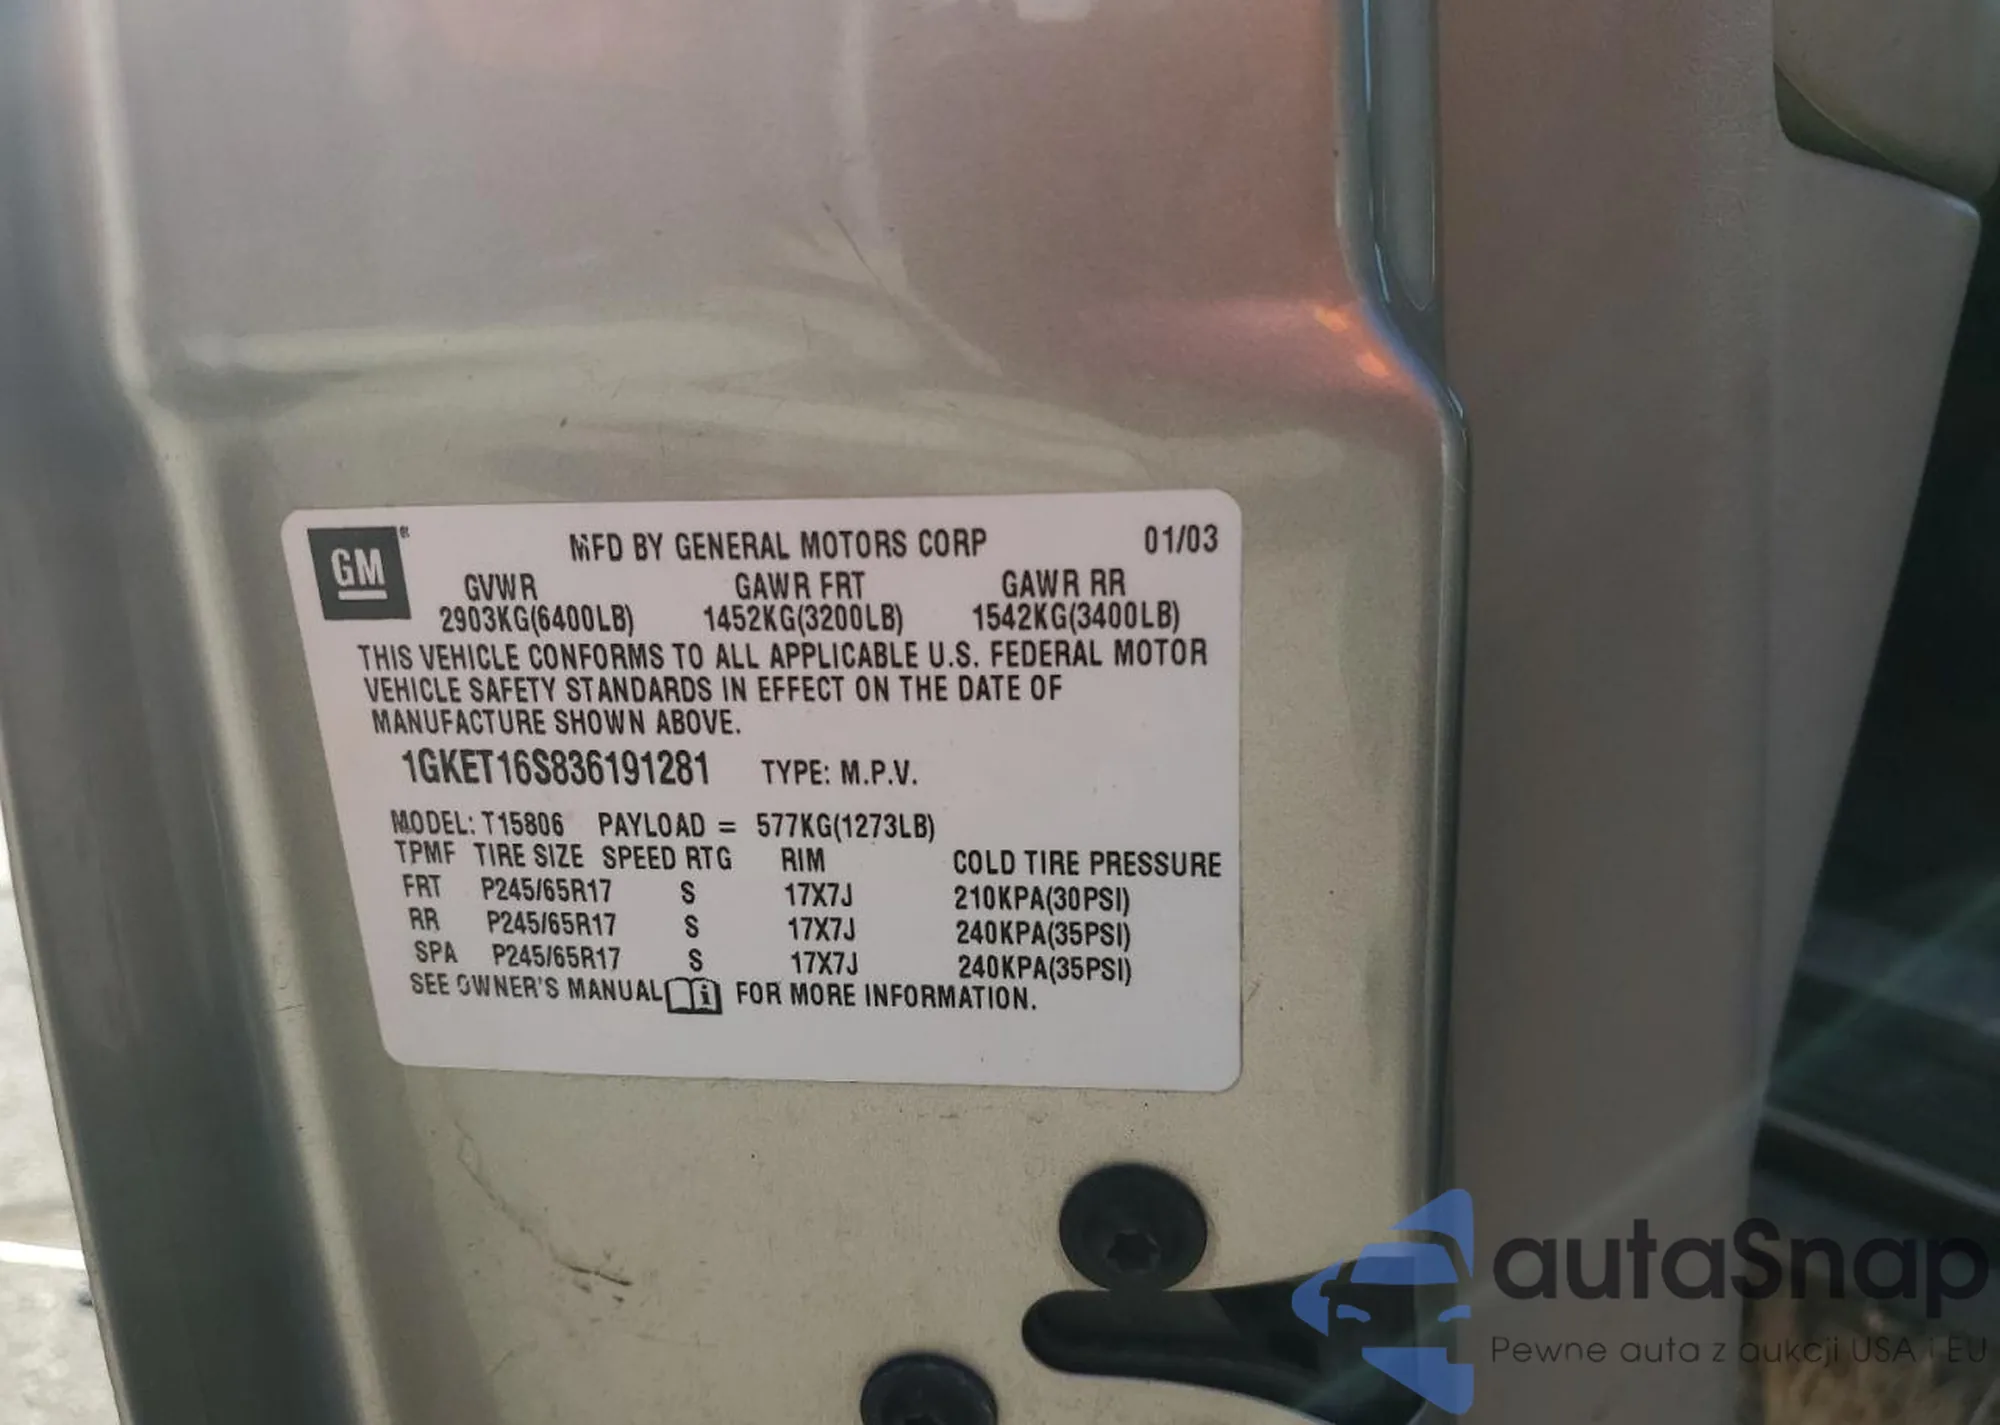 GM®
MFD BY GENERAL MOTORS CORP 01/03
GVWR GAWR FRT GAWR RR
2903KG(6400LB) 1452KG(3200LB) 1542KG(3400LB)
THIS VEHICLE CONFORMS TO ALL APPLICABLE U.S. FEDERAL MOTOR
VEHICLE SAFETY STANDARDS IN EFFECT ON THE DATE OF
MANUFACTURE SHOWN ABOVE.
1GKET16S836191281 TYPE: M.P.V.
MODEL: T15806 PAYLOAD = 577KG(1273LB)
TPMF TIRE SIZE SPEED RTG RIM COLD TIRE PRESSURE
FRT P245/65R17 S 17X7J 210KPA(30PSI)
RR P245/65R17 S 17X7J 240KPA(35PSI)
SPA P245/65R17 S 17X7J 240KPA(35PSI)
SEE OWNER'S MANUAL FOR MORE INFORMATION.
autaSnap
Pewne auta z aukcji USA i EU